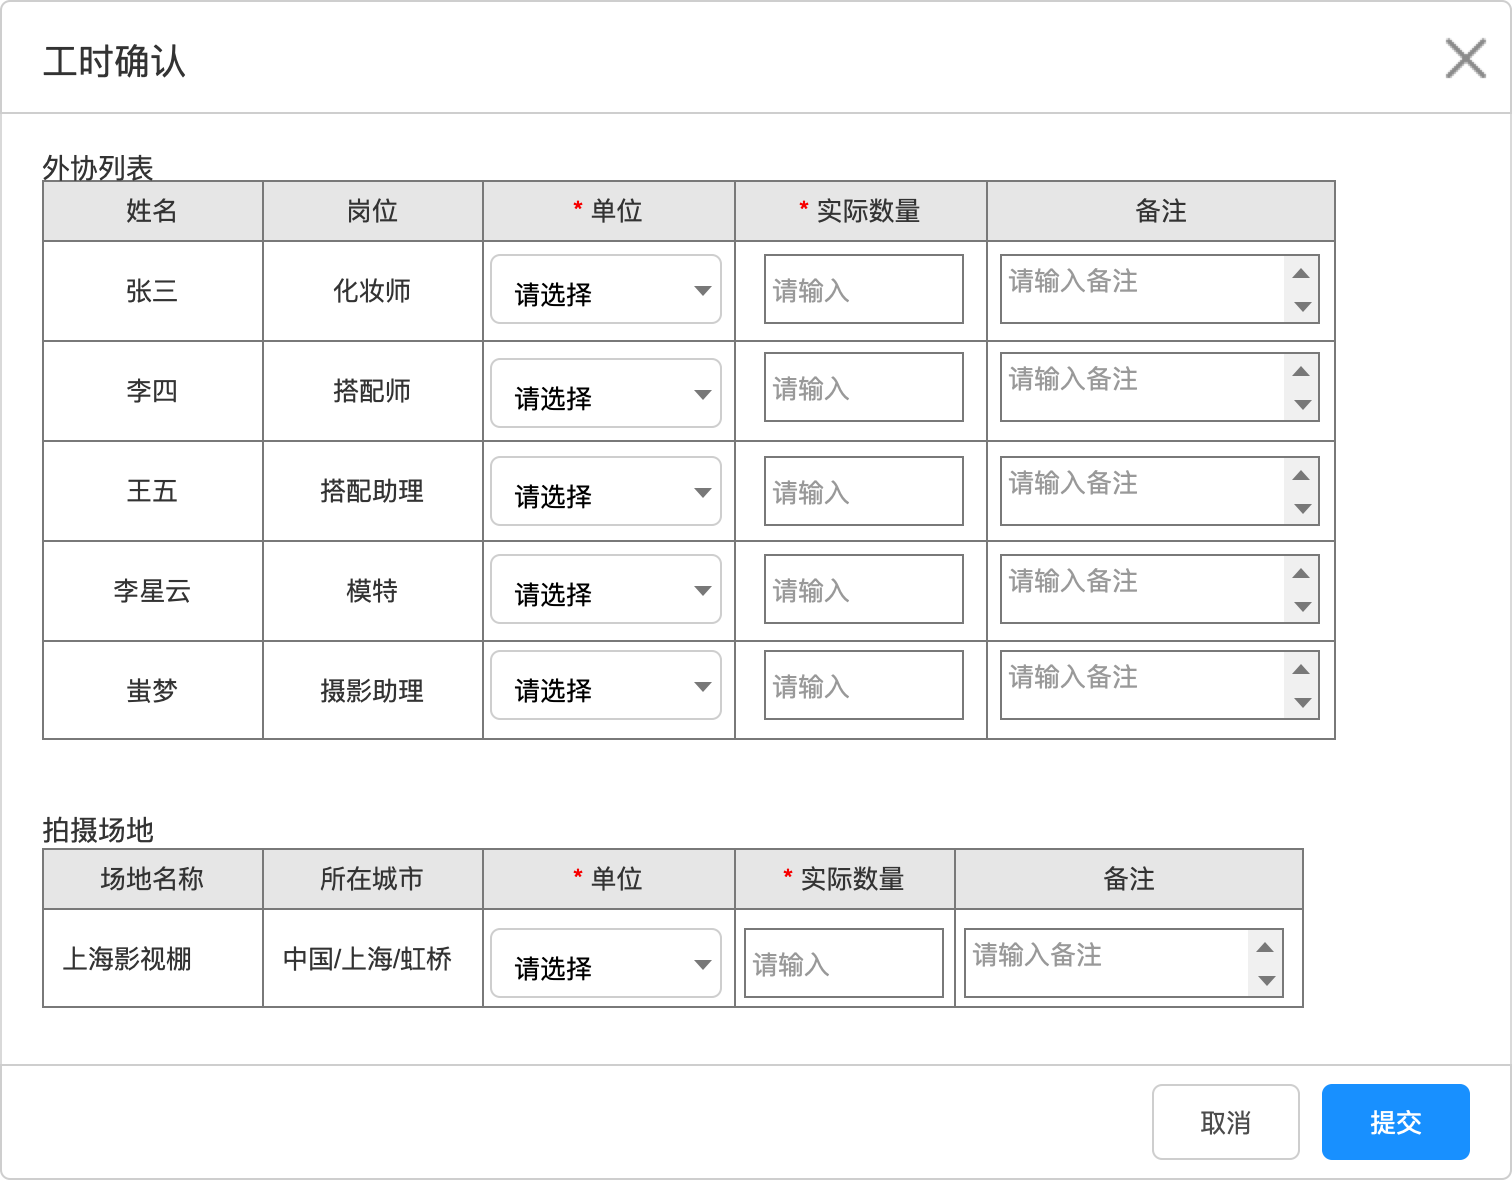 工时确认
外协列表
姓名 岗位 * 单位 * 实际数量 备注
张三 化妆师 请选择 请输入 请输入备注
李四 搭配师 请选择 请输入 请输入备注
王五 搭配助理 请选择 请输入 请输入备注
李星云 模特 请选择 请输入 请输入备注
蚩梦 摄影助理 请选择 请输入 请输入备注
拍摄场地
场地名称 所在城市 * 单位 * 实际数量 备注
上海影视棚 中国/上海/虹桥 请选择 请输入 请输入备注
取消 提交